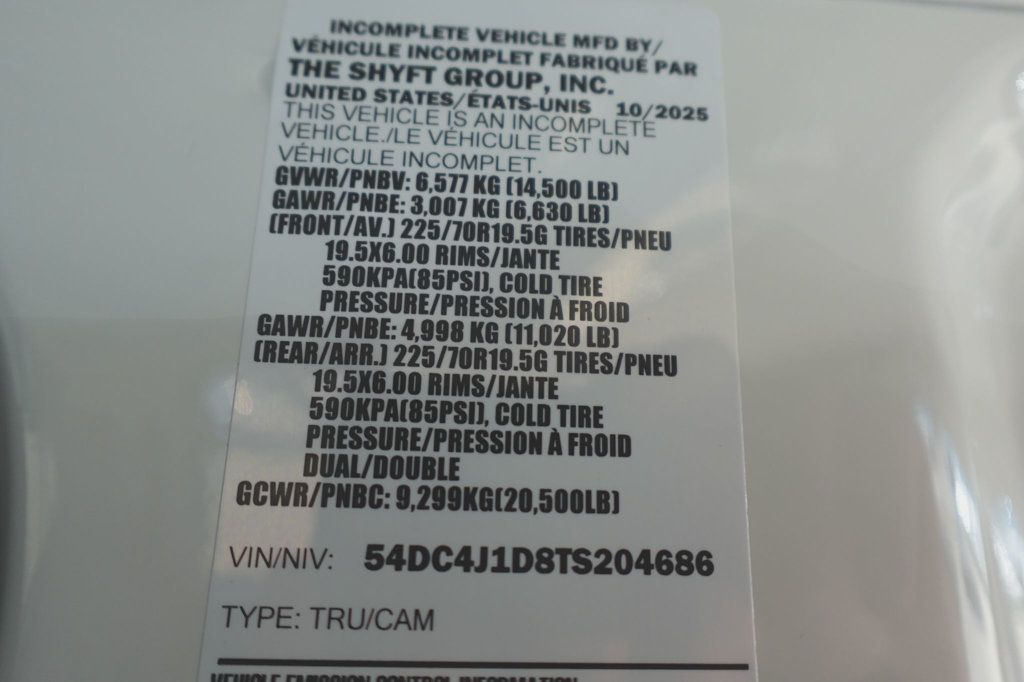 INCOMPLETE VEHICLE MFD BY/
VÉHICULE INCOMPLET FABRIQUÉ PAR
THE SHYFT GROUP, INC.
UNITED STATES/ÉTATS-UNIS 10/2025
THIS VEHICLE IS AN INCOMPLETE
VEHICLE./LE VÉHICULE EST UN
VÉHICULE INCOMPLET.
GVWR/PNBV: 6,577 KG (14,500 LB)
GAWR/PNBE: 3,007 KG (6,630 LB)
(FRONT/AV.) 225/70R19.5G TIRES/PNEU
19.5X6.00 RIMS/JANTE
590KPA(85PSI), COLD TIRE
PRESSURE/PRESSION À FROID
GAWR/PNBE: 4,998 KG (11,020 LB)
(REAR/ARR.) 225/70R19.5G TIRES/PNEU
19.5X6.00 RIMS/JANTE
590KPA(85PSI), COLD TIRE
PRESSURE/PRESSION À FROID
DUAL/DOUBLE
GCWR/PNBC: 9,299KG(20,500LB)
VIN/NIV: 54DC4J1D8TS204686
TYPE: TRU/CAM
VEHICLE EMISSION CONTROL INFORMATION